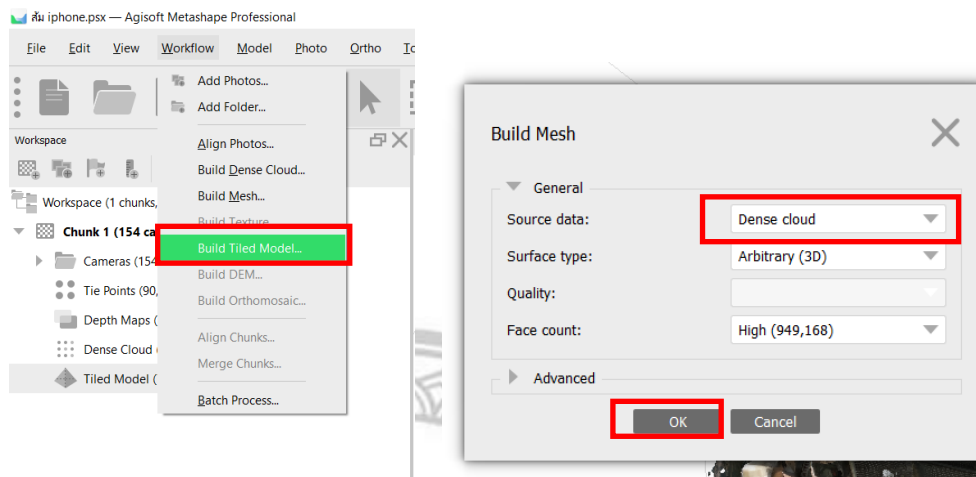 ส้ม iphone.psx — Agisoft Metashape Professional
File Edit View Workflow Model Photo Ortho
Add Photos...
Add Folder...
Workspace
Align Photos...
Build Dense Cloud...
Workspace (1 chunks,
Build Mesh...
Build Texture...
Chunk 1 (154 ca
Build Tiled Model...
Cameras (154
Build DEM...
Tie Points (90,
Build Orthomosaic...
Depth Maps (
Align Chunks...
Dense Cloud
Merge Chunks...
Tiled Model (
Batch Process...
Build Mesh
General
Source data: Dense cloud
Surface type: Arbitrary (3D)
Quality:
Face count: High (949,168)
Advanced
OK Cancel